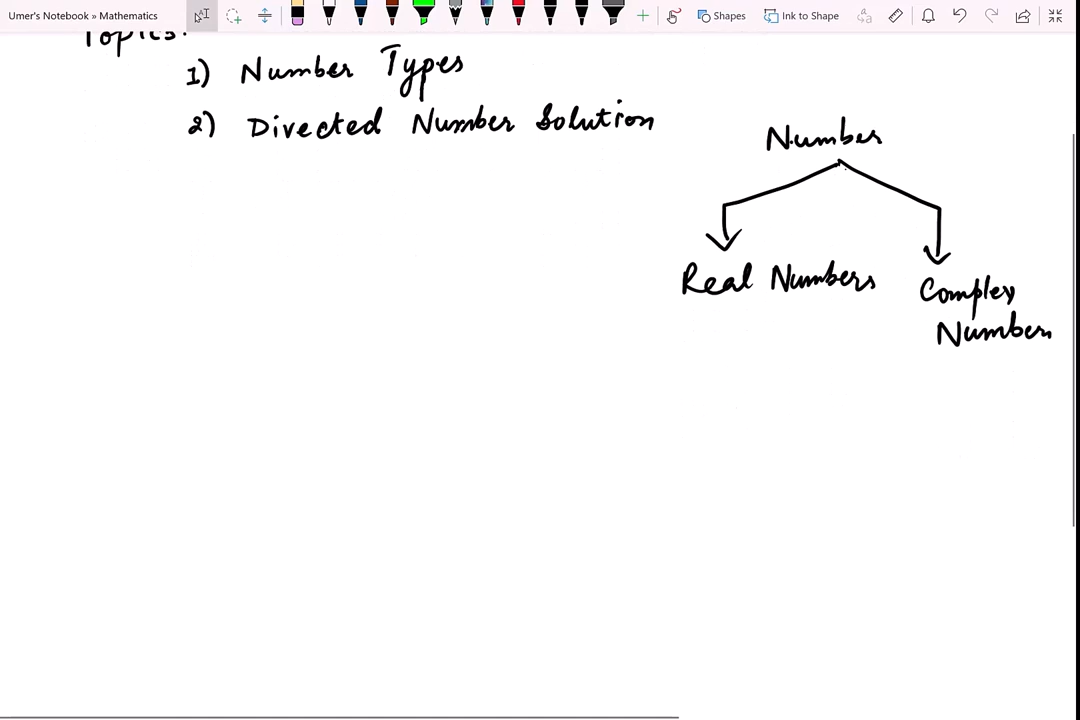 Umer's Notebook » Mathematics
Shapes
Ink to Shape
Topics:
1) Number Types
2) Directed Number Solution
Number
Real Numbers
Complex
Numbers